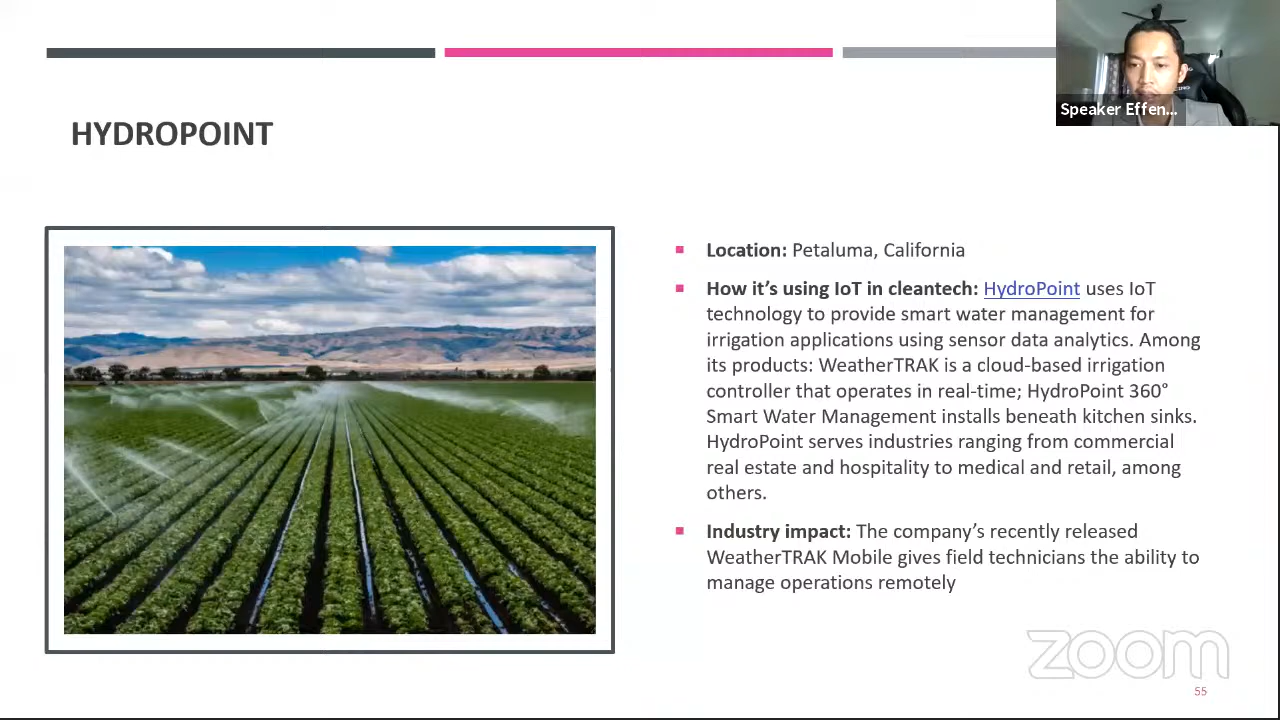 Speaker Effen...
HYDROPOINT
Location: Petaluma, California
How it’s using IoT in cleantech: HydroPoint uses IoT
technology to provide smart water management for
irrigation applications using sensor data analytics. Among
its products: WeatherTRAK is a cloud-based irrigation
controller that operates in real-time; HydroPoint 360°
Smart Water Management installs beneath kitchen sinks.
HydroPoint serves industries ranging from commercial
real estate and hospitality to medical and retail, among
others.
Industry impact: The company’s recently released
WeatherTRAK Mobile gives field technicians the ability to
manage operations remotely
zoom
55